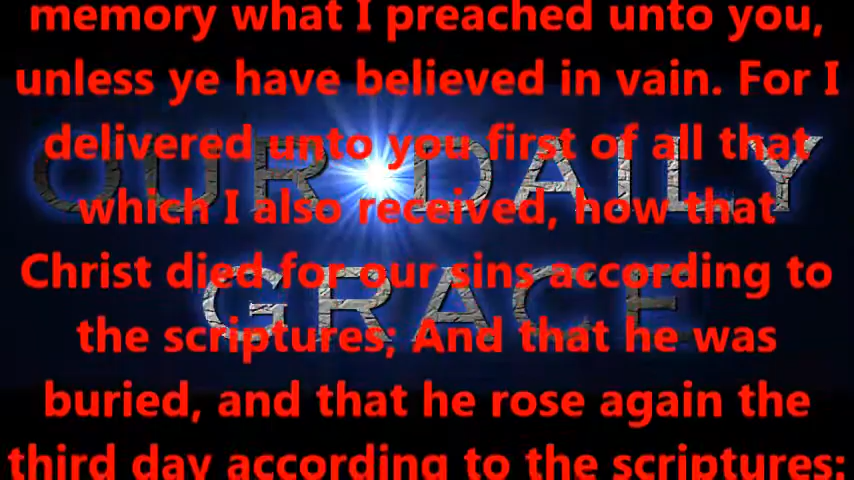 memory what I preached unto you,
unless ye have believed in vain. For I
delivered unto you first of all that
OUR DAILY
which I also received, how that
Christ died for our sins according to
GRACE
the scriptures; And that he was
buried, and that he rose again the
third day according to the scriptures: